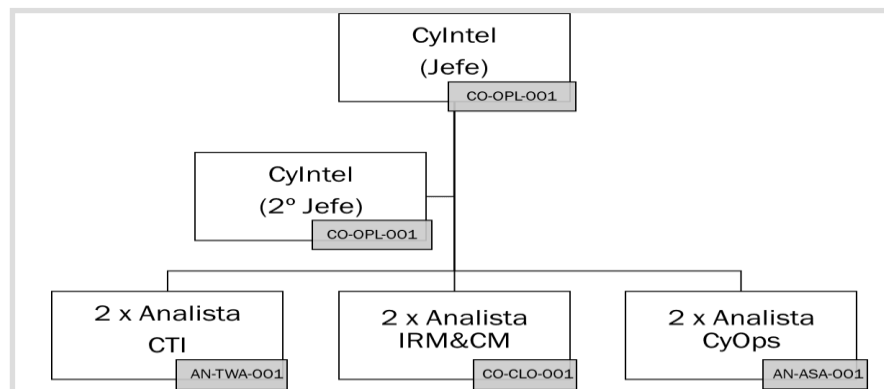 CyIntel
(Jefe)
CO-OPL-001
CyIntel
(2º Jefe)
CO-OPL-001
2 x Analista
CTI
AN-TWA-001
2 x Analista
IRM&CM
CO-CLO-001
2 x Analista
CyOps
AN-ASA-001